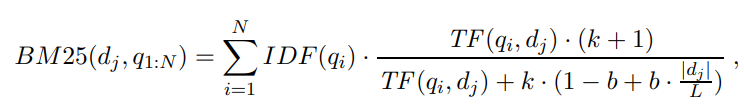 BM25(d_j, q_{1:N}) = \sum_{i=1}^{N} IDF(q_i) \cdot \frac{TF(q_i, d_j) \cdot (k + 1)}{TF(q_i, d_j) + k \cdot (1 - b + b \cdot \frac{|d_j|}{L})} ,